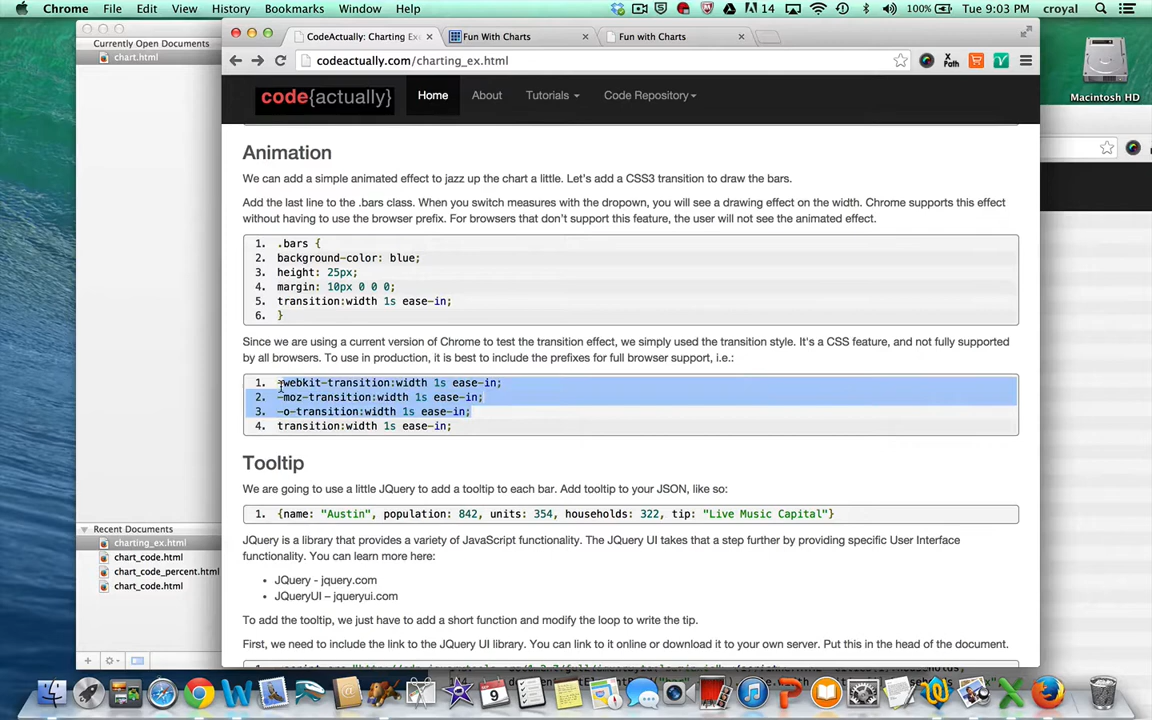 Chrome File Edit View History Bookmarks Window Help 14 100% Tue 9:03 PM croyal
Currently Open Documents
chart.html
CodeActually: Charting Ex Fun With Charts Fun with Charts
codeactually.com/charting_ex.html
X Path
Macintosh HD
code{actually} Home About Tutorials Code Repository
Animation
We can add a simple animated effect to jazz up the chart a little. Let's add a CSS3 transition to draw the bars.
Add the last line to the .bars class. When you switch measures with the dropown, you will see a drawing effect on the width. Chrome supports this effect
without having to use the browser prefix. For browsers that don't support this feature, the user will not see the animated effect.
1. .bars {
2. background-color: blue;
3. height: 25px;
4. margin: 10px 0 0 0;
5. transition:width 1s ease-in;
6. }
Since we are using a current version of Chrome to test the transition effect, we simply used the transition style. It's a CSS feature, and not fully supported
by all browsers. To use in production, it is best to include the prefixes for full browser support, i.e.:
1. -webkit-transition:width 1s ease-in;
2. -moz-transition:width 1s ease-in;
3. -o-transition:width 1s ease-in;
4. transition:width 1s ease-in;
Tooltip
We are going to use a little JQuery to add a tooltip to each bar. Add tooltip to your JSON, like so:
1. {name: "Austin", population: 842, units: 354, households: 322, tip: "Live Music Capital"}
JQuery is a library that provides a variety of JavaScript functionality. The JQuery UI takes that a step further by providing specific User Interface
functionality. You can learn more here:
• JQuery - jquery.com
• JQueryUI – jqueryui.com
To add the tooltip, we just have to add a short function and modify the loop to write the tip.
First, we need to include the link to the JQuery UI library. You can link to it online or download it to your own server. Put this in the head of the document.
Recent Documents
charting_ex.html
chart_code.html
chart_code_percent.html
chart_code.html